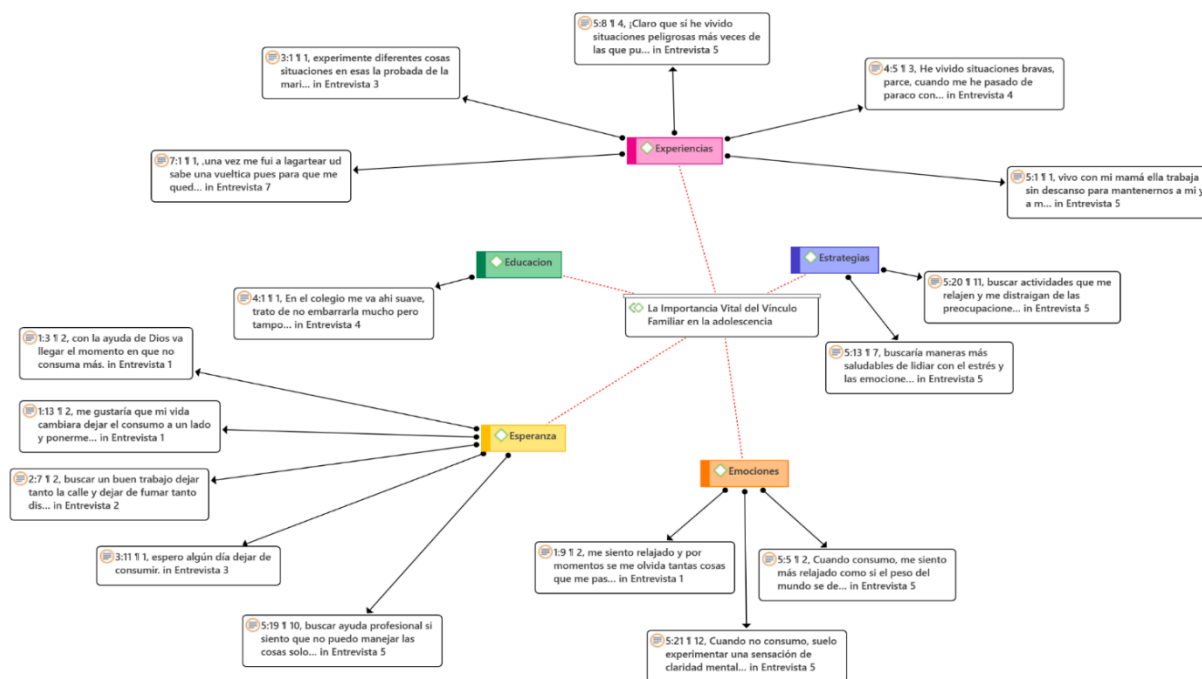 5:8 ¶ 4, ¡Claro que sí he vivido
situaciones peligrosas más veces de
las que pu... in Entrevista 5
3:1 ¶ 1, experimente diferentes cosas
situaciones en esas la probada de la
mari... in Entrevista 3
4:5 ¶ 3, He vivido situaciones bravas,
parce, cuando me he pasado de
paraco con... in Entrevista 4
Experiencias
7:1 ¶ 1, .una vez me fui a lagartear ud
sabe una vueltica pues para que me
qued... in Entrevista 7
5:1 ¶ 1, vivo con mi mamá ella trabaja
sin descanso para mantenernos a mi y
a m... in Entrevista 5
Educacion
Estrategias
4:1 ¶ 1, En el colegio me va ahi suave,
trato de no embarrarla mucho pero
tampo... in Entrevista 4
5:20 ¶ 11, buscar actividades que me
relajen y me distraigan de las
preocupacione... in Entrevista 5
La Importancia Vital del Vínculo
Familiar en la adolescencia
1:3 ¶ 2, con la ayuda de Dios va
llegar el momento en que no
consuma más. in Entrevista 1
5:13 ¶ 7, buscaría maneras más
saludables de lidiar con el estrés y
las emocione... in Entrevista 5
1:13 ¶ 2, me gustaría que mi vida
cambiara dejar el consumo a un lado
y ponerme... in Entrevista 1
Esperanza
Emociones
2:7 ¶ 2, buscar un buen trabajo dejar
tanto la calle y dejar de fumar tanto
dis... in Entrevista 2
3:11 ¶ 1, espero algún día dejar de
consumir. in Entrevista 3
1:9 ¶ 2, me siento relajado y por
momentos se me olvida tantas cosas
que me pas... in Entrevista 1
5:5 ¶ 2, Cuando consumo, me siento
más relajado como si el peso del
mundo se de... in Entrevista 5
5:19 ¶ 10, buscar ayuda profesional si
siento que no puedo manejar las
cosas solo... in Entrevista 5
5:21 ¶ 12, Cuando no consumo, suelo
experimentar una sensación de
claridad mental... in Entrevista 5